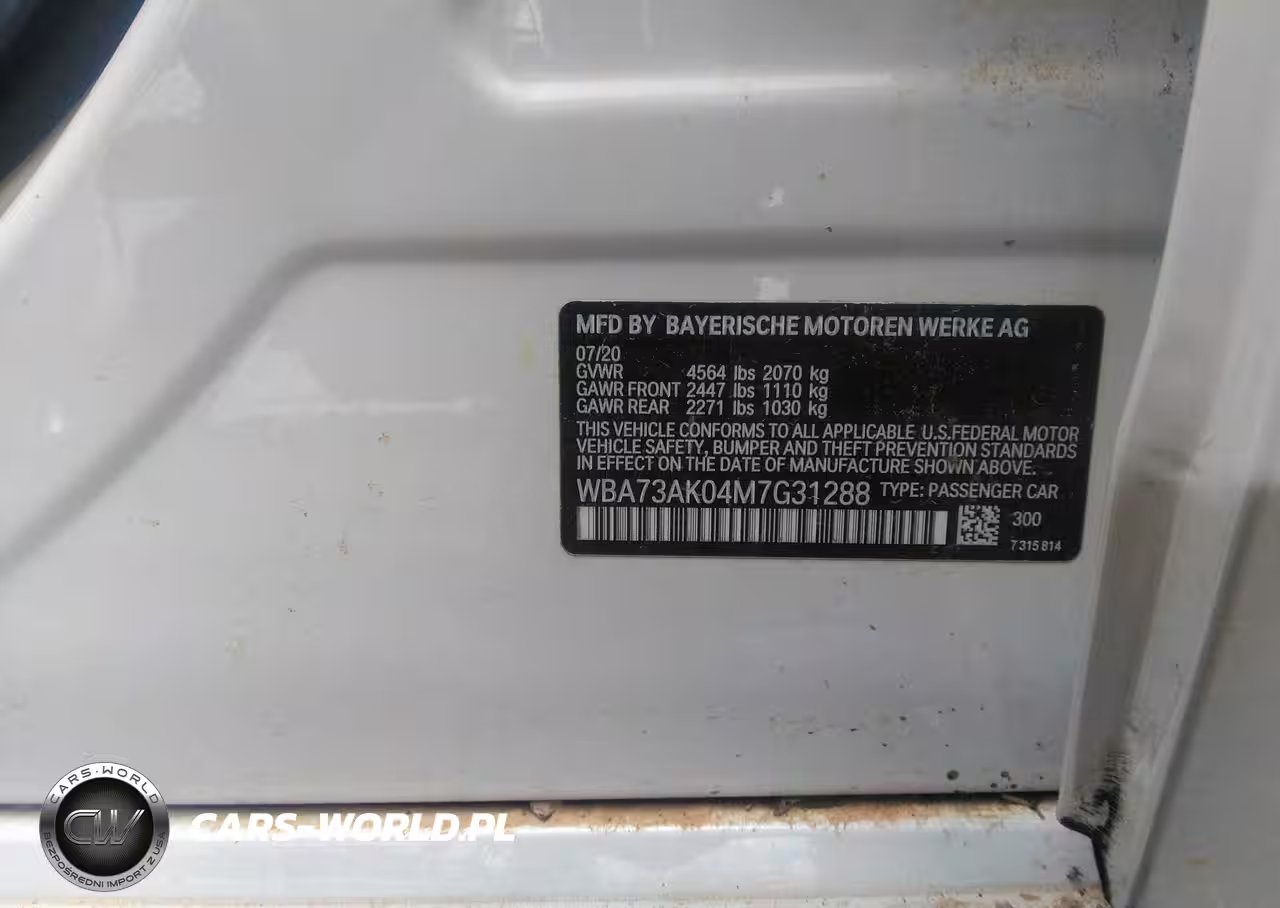 MFD BY BAYERISCHE MOTOREN WERKE AG
07/20
GVWR 4564 lbs 2070 kg
GAWR FRONT 2447 lbs 1110 kg
GAWR REAR 2271 lbs 1030 kg
THIS VEHICLE CONFORMS TO ALL APPLICABLE U.S.FEDERAL MOTOR
VEHICLE SAFETY, BUMPER AND THEFT PREVENTION STANDARDS
IN EFFECT ON THE DATE OF MANUFACTURE SHOWN ABOVE.
WBA73AK04M7G31288 TYPE: PASSENGER CAR
300
7315814
CARS-WORLD
CW
BEZPOŚREDNI IMPORT Z USA
CARS-WORLD.PL